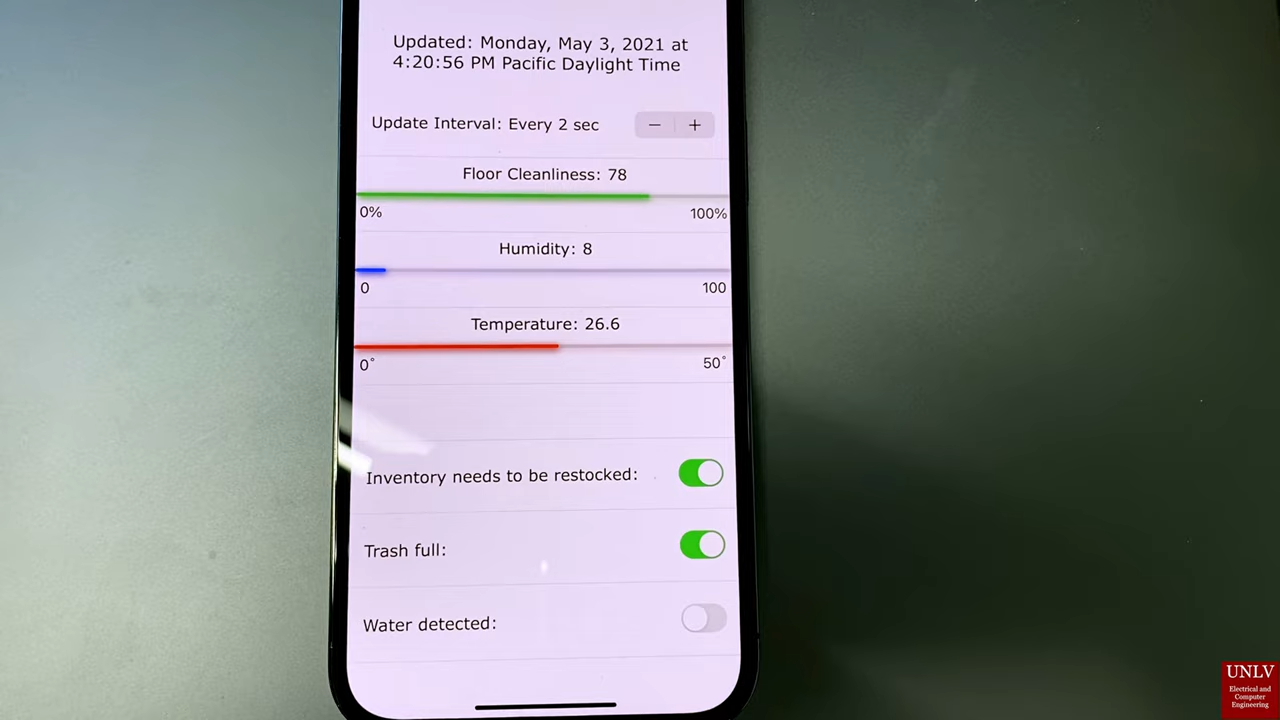 Updated: Monday, May 3, 2021 at
4:20:56 PM Pacific Daylight Time
Update Interval: Every 2 sec
− +
Floor Cleanliness: 78
0% 100%
Humidity: 8
0 100
Temperature: 26.6
0° 50°
Inventory needs to be restocked:
Trash full:
Water detected:
UNLV
Electrical and
Computer
Engineering